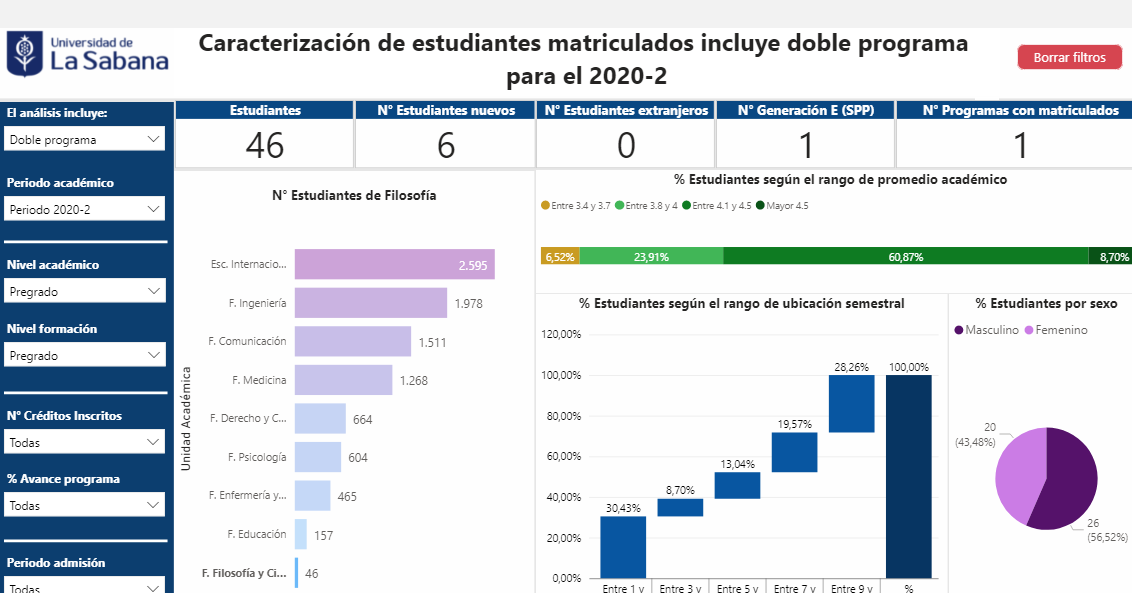 Universidad de
La Sabana
Caracterización de estudiantes matriculados incluye doble programa
para el 2020-2
Borrar filtros
El análisis incluye:
Doble programa
Periodo académico
Periodo 2020-2
Nivel académico
Pregrado
Nivel formación
Pregrado
N° Créditos Inscritos
Todas
% Avance programa
Todas
Periodo admisión
Todas
Estudiantes
46
N° Estudiantes nuevos
6
N° Estudiantes extranjeros
0
N° Generación E (SPP)
1
N° Programas con matriculados
1
N° Estudiantes de Filosofía
Unidad Académica
Esc. Internacio... 2.595
F. Ingeniería 1.978
F. Comunicación 1.511
F. Medicina 1.268
F. Derecho y C... 664
F. Psicología 604
F. Enfermería y... 465
F. Educación 157
F. Filosofía y Ci... 46
% Estudiantes según el rango de promedio académico
Entre 3.4 y 3.7 Entre 3.8 y 4 Entre 4.1 y 4.5 Mayor 4.5
6,52% 23,91% 60,87% 8,70%
% Estudiantes según el rango de ubicación semestral
120,00%
100,00%
80,00%
60,00%
40,00%
20,00%
0,00%
30,43%
8,70%
13,04%
19,57%
28,26%
100,00%
Entre 1 y Entre 3 y Entre 5 y Entre 7 y Entre 9 y %
% Estudiantes por sexo
Masculino Femenino
20
(43,48%)
26
(56,52%)